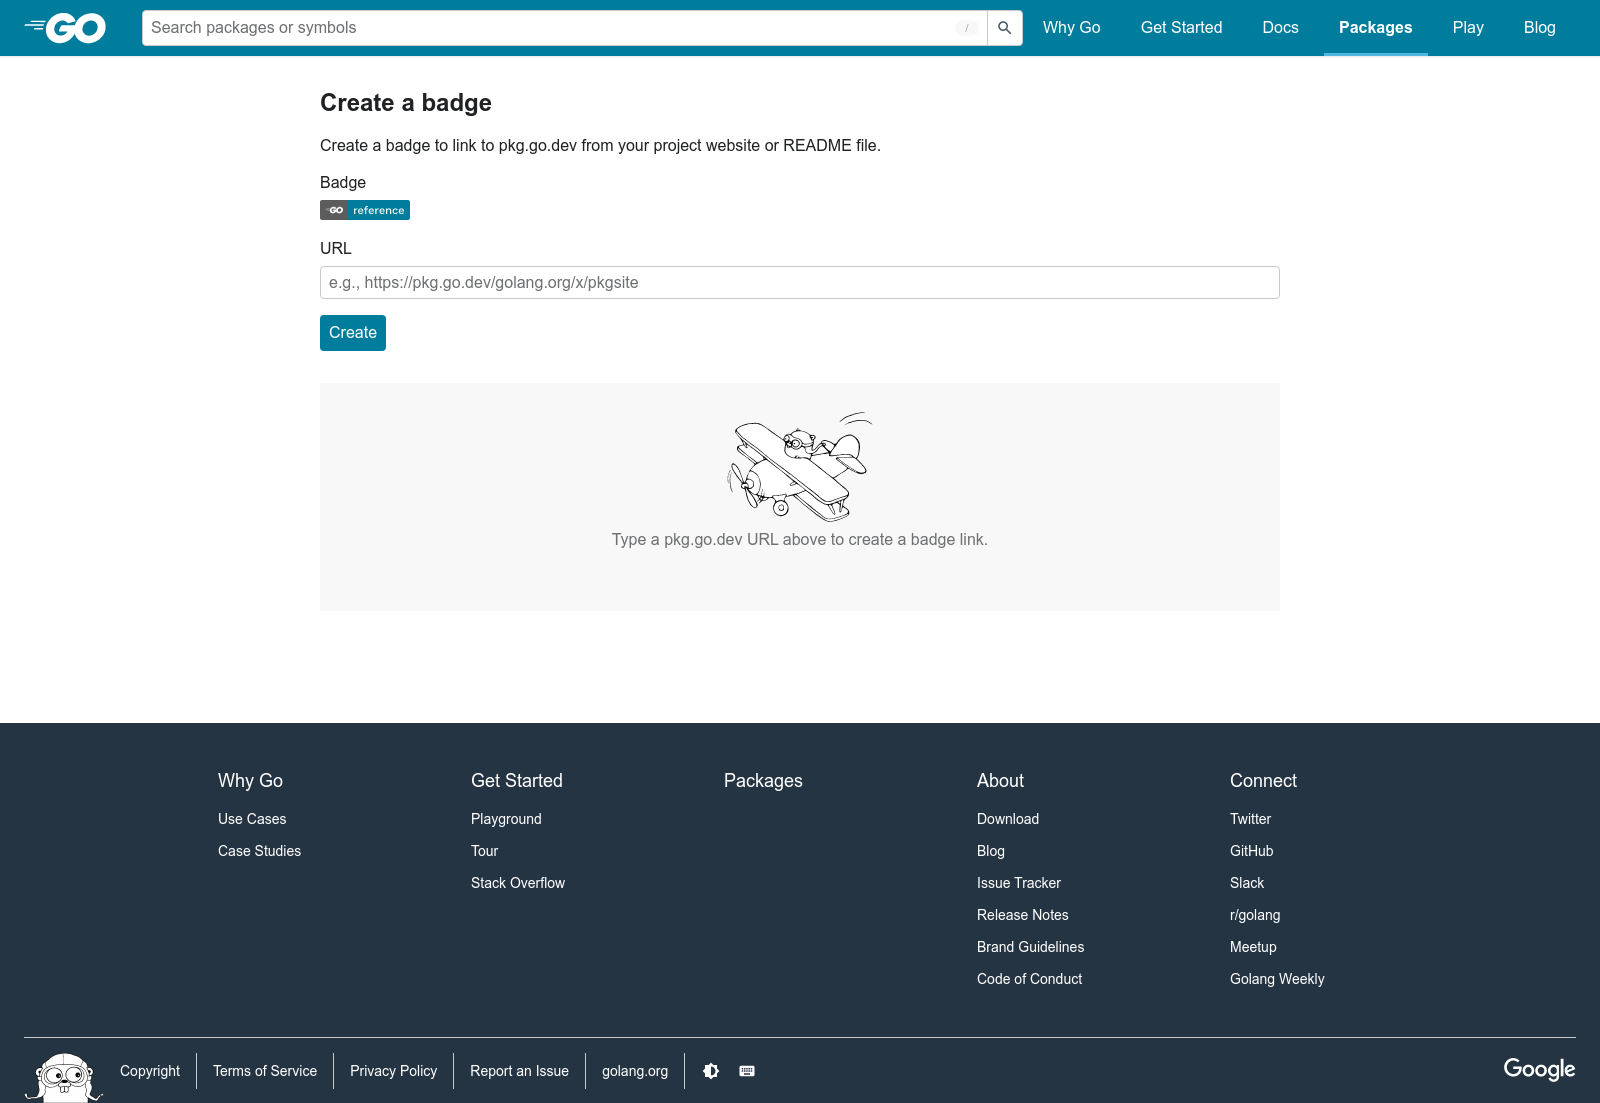 GO
Search packages or symbols
/
Why Go
Get Started
Docs
Packages
Play
Blog
Create a badge
Create a badge to link to pkg.go.dev from your project website or README file.
Badge
GO reference
URL
e.g., https://pkg.go.dev/golang.org/x/pkgsite
Create
Type a pkg.go.dev URL above to create a badge link.
Why Go
Use Cases
Case Studies
Get Started
Playground
Tour
Stack Overflow
Packages
About
Download
Blog
Issue Tracker
Release Notes
Brand Guidelines
Code of Conduct
Connect
Twitter
GitHub
Slack
r/golang
Meetup
Golang Weekly
Copyright
Terms of Service
Privacy Policy
Report an Issue
golang.org
Google